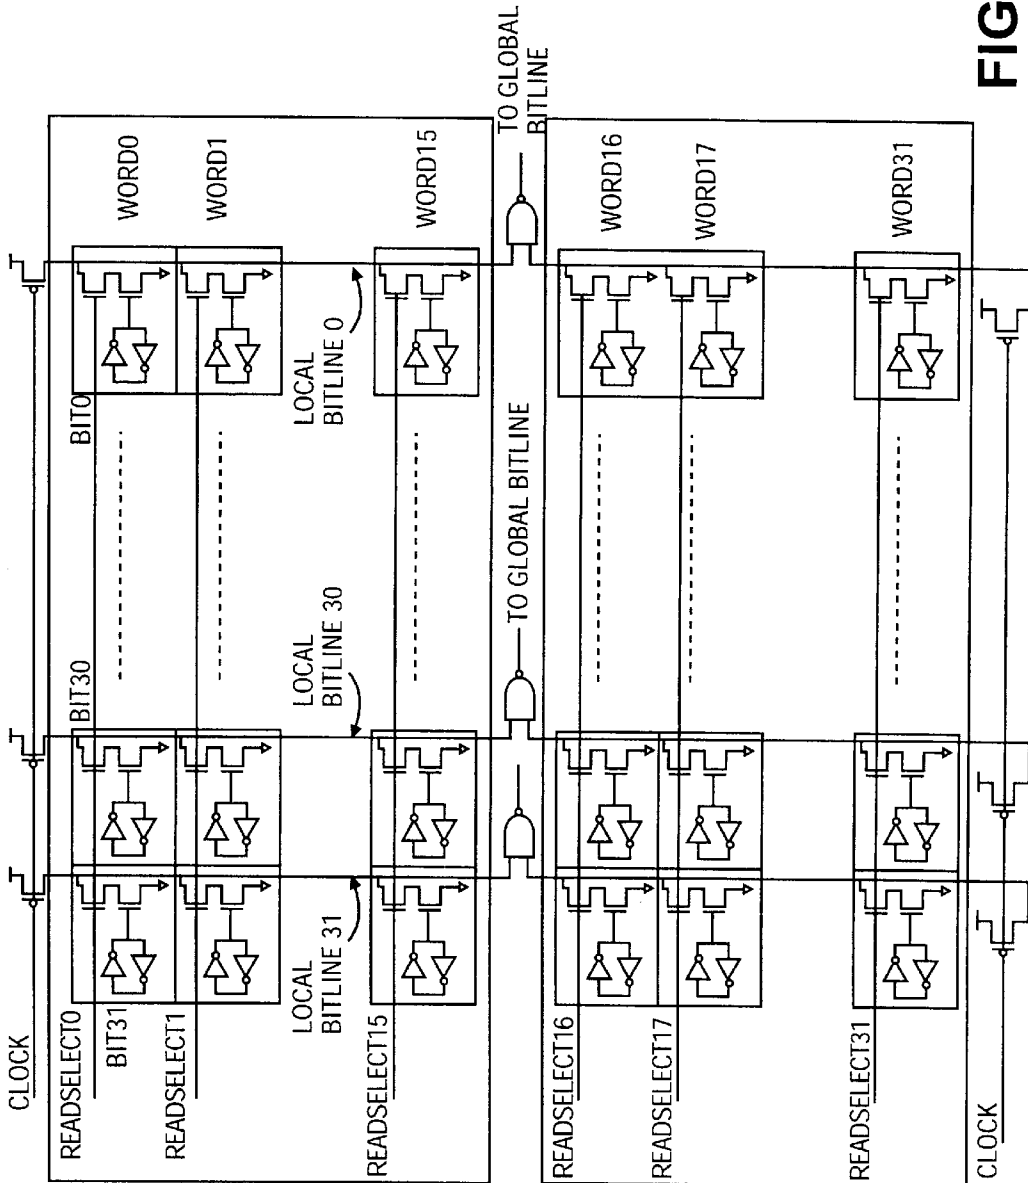 CLOCK
READSELECT0
BIT31
READSELECT1
READSELECT15
LOCAL
BITLINE 31
BIT30
LOCAL
BITLINE 30
BIT0
LOCAL
BITLINE 0
WORD0
WORD1
WORD15
TO GLOBAL BITLINE
TO GLOBAL
BITLINE
READSELECT16
READSELECT17
READSELECT31
WORD16
WORD17
WORD31
CLOCK
FIG